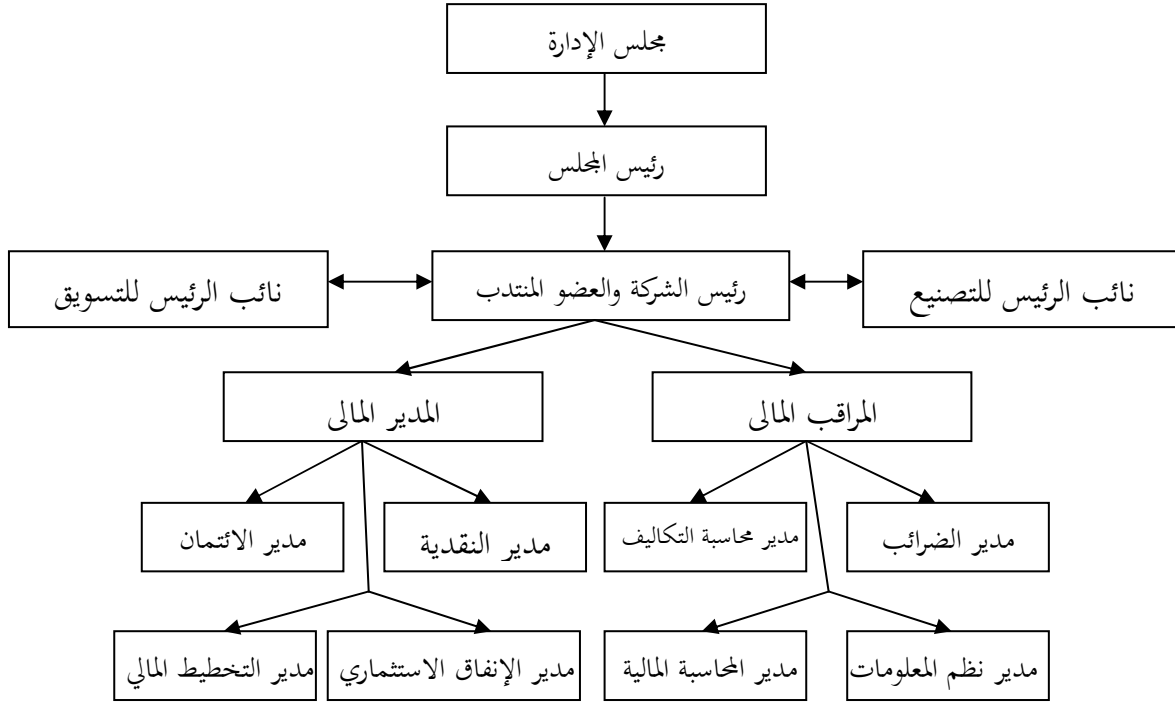 مجلس الإدارة
رئيس المجلس
نائب الرئيس للتصنيع
رئيس الشركة والعضو المنتدب
نائب الرئيس للتسويق
المراقب المالى
المدير المالى
مدير الضرائب
مدير محاسبة التكاليف
مدير النقدية
مدير الائتمان
مدير نظم المعلومات
مدير المحاسبة المالية
مدير الإنفاق الاستثماري
مدير التخطيط المالي